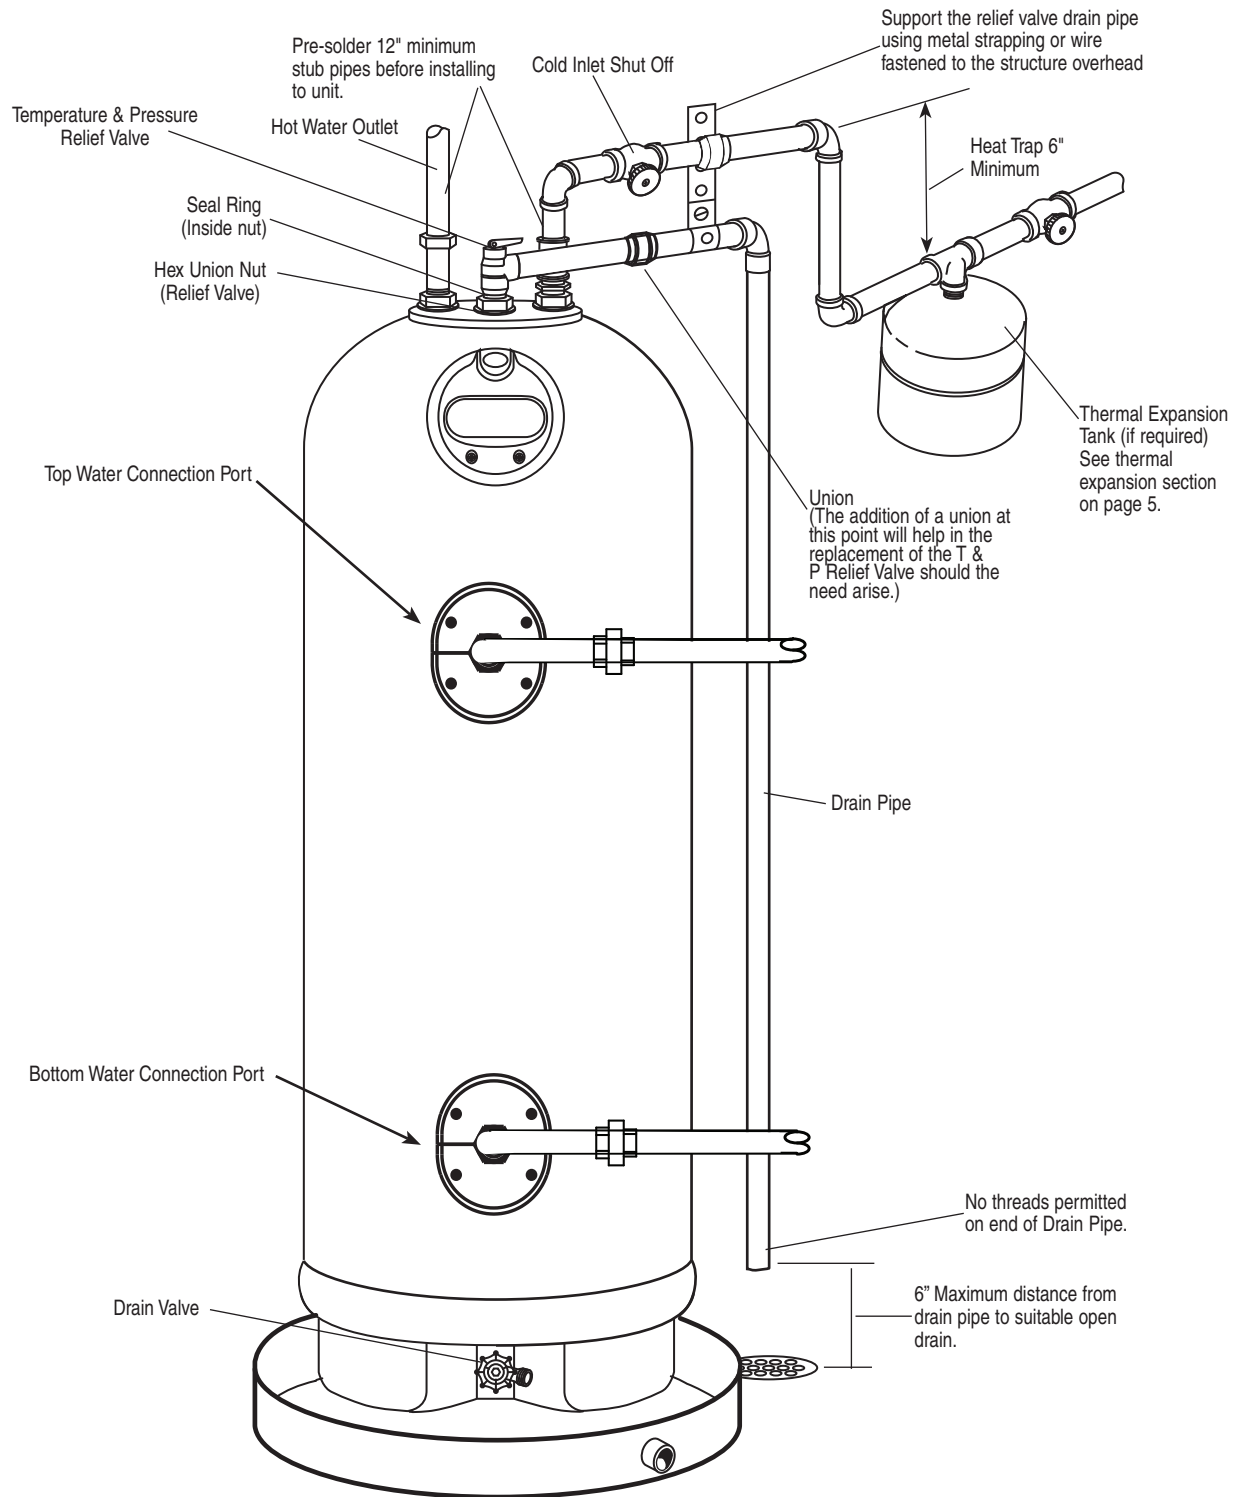 Support the relief valve drain pipe
using metal strapping or wire
fastened to the structure overhead
Pre-solder 12" minimum
stub pipes before installing
to unit.
Cold Inlet Shut Off
Temperature & Pressure
Relief Valve
Hot Water Outlet
Heat Trap 6"
Minimum
Seal Ring
(Inside nut)
Hex Union Nut
(Relief Valve)
Thermal Expansion
Tank (if required)
See thermal
expansion section
on page 5.
Top Water Connection Port
Union
(The addition of a union at
this point will help in the
replacement of the T &
P Relief Valve should the
need arise.)
Drain Pipe
Bottom Water Connection Port
No threads permitted
on end of Drain Pipe.
6” Maximum distance from
drain pipe to suitable open
drain.
Drain Valve